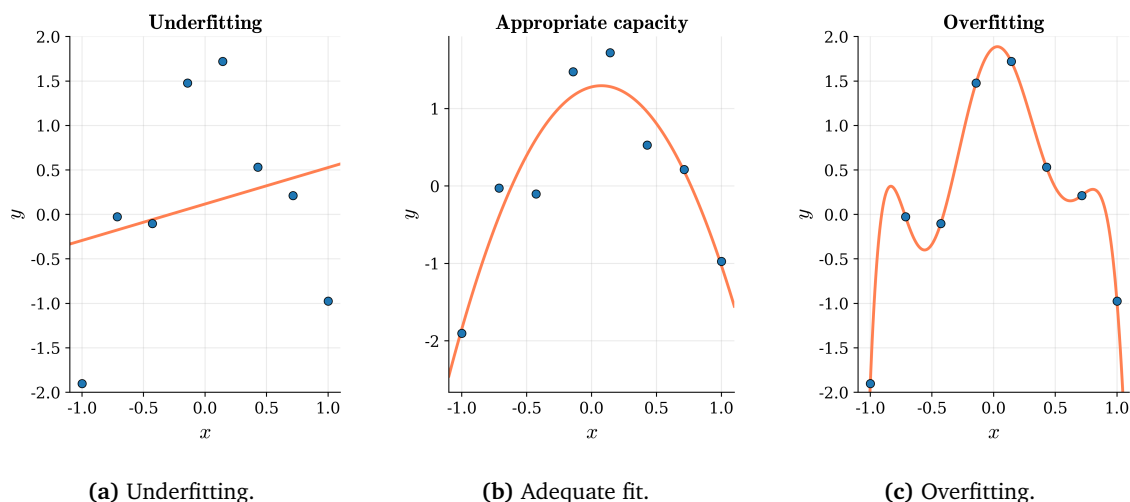 Underfitting
2.0
1.5
1.0
0.5
0.0
-0.5
-1.0
-1.5
-2.0
y
-1.0 -0.5 0.0 0.5 1.0
x
(a) Underfitting.
Appropriate capacity
1
0
-1
-2
y
-1.0 -0.5 0.0 0.5 1.0
x
(b) Adequate fit.
Overfitting
2.0
1.5
1.0
0.5
0.0
-0.5
-1.0
-1.5
-2.0
y
-1.0 -0.5 0.0 0.5 1.0
x
(c) Overfitting.